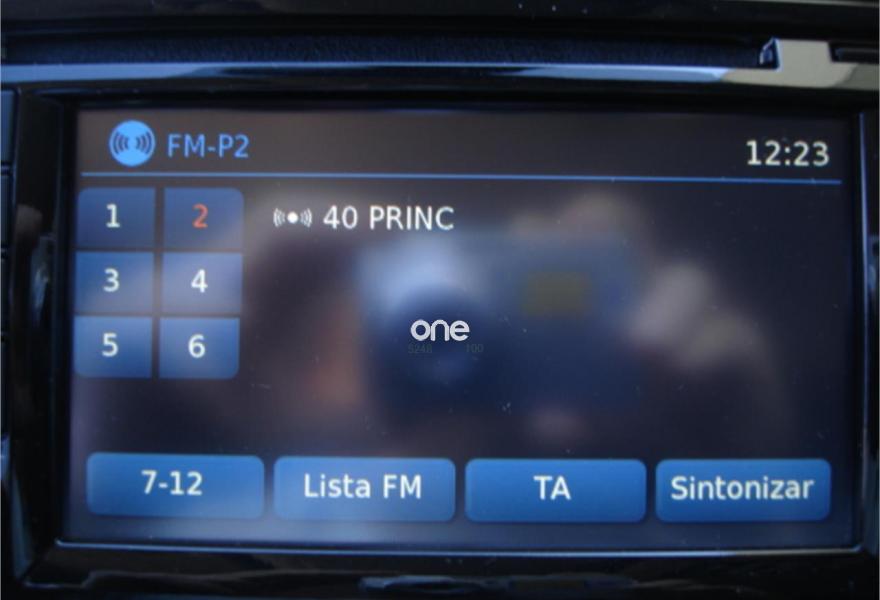 FM-P2
12:23
1 2
40 PRINC
3 4
one
5 6
7-12
Lista FM
TA
Sintonizar